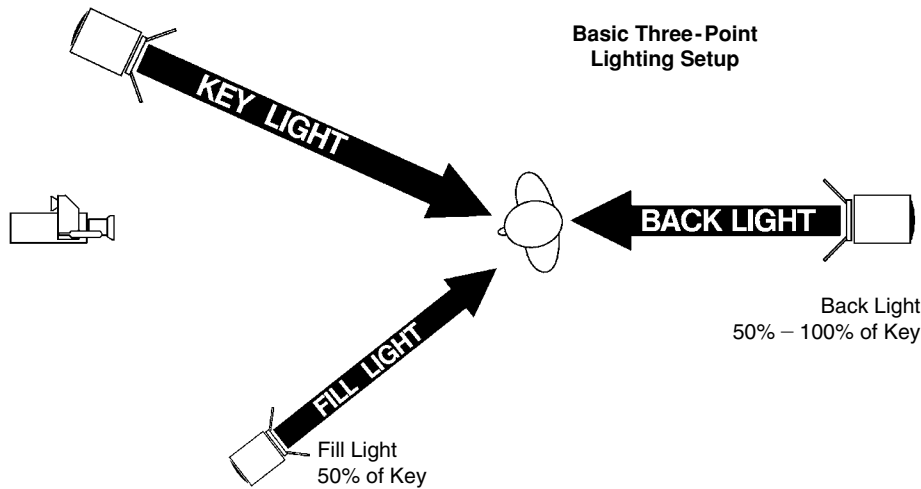 Basic Three-Point
Lighting Setup
KEY LIGHT
BACK LIGHT
Back Light
50% – 100% of Key
FILL LIGHT
Fill Light
50% of Key